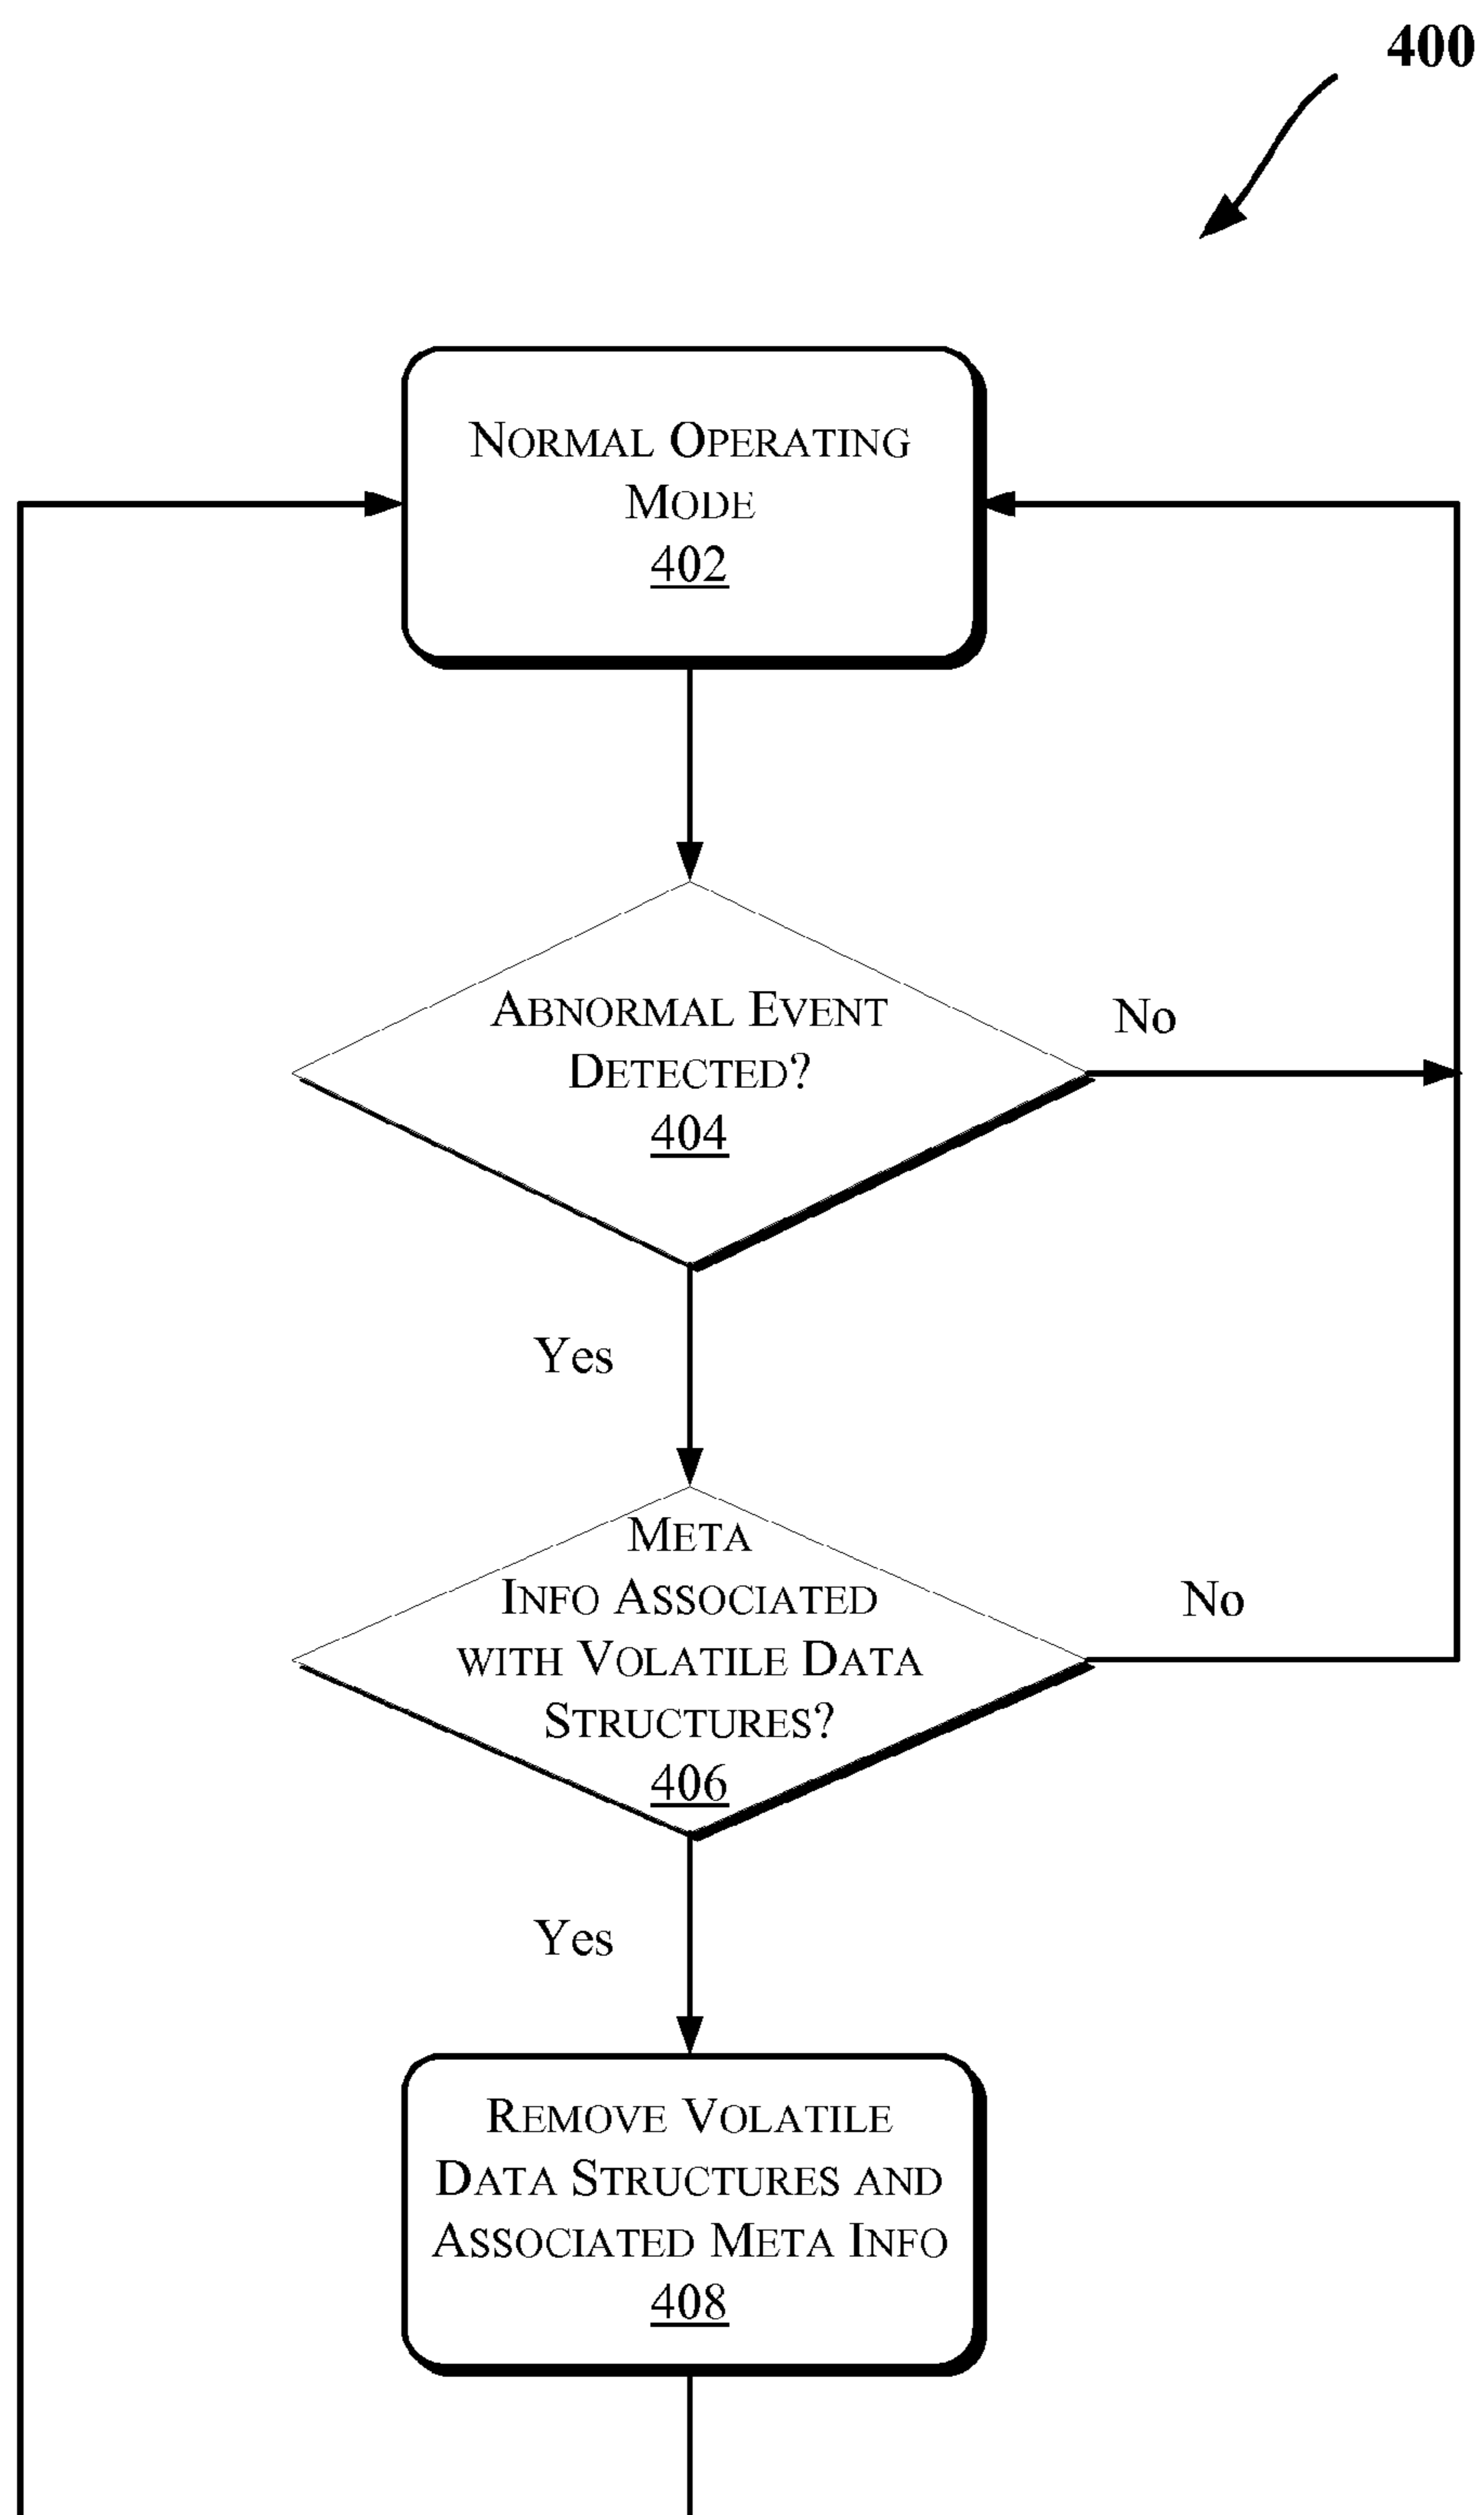 400
Normal Operating
Mode
402
Abnormal Event
Detected?
404
No
Yes
Meta
Info Associated
with Volatile Data
Structures?
406
No
Yes
Remove Volatile
Data Structures and
Associated Meta Info
408